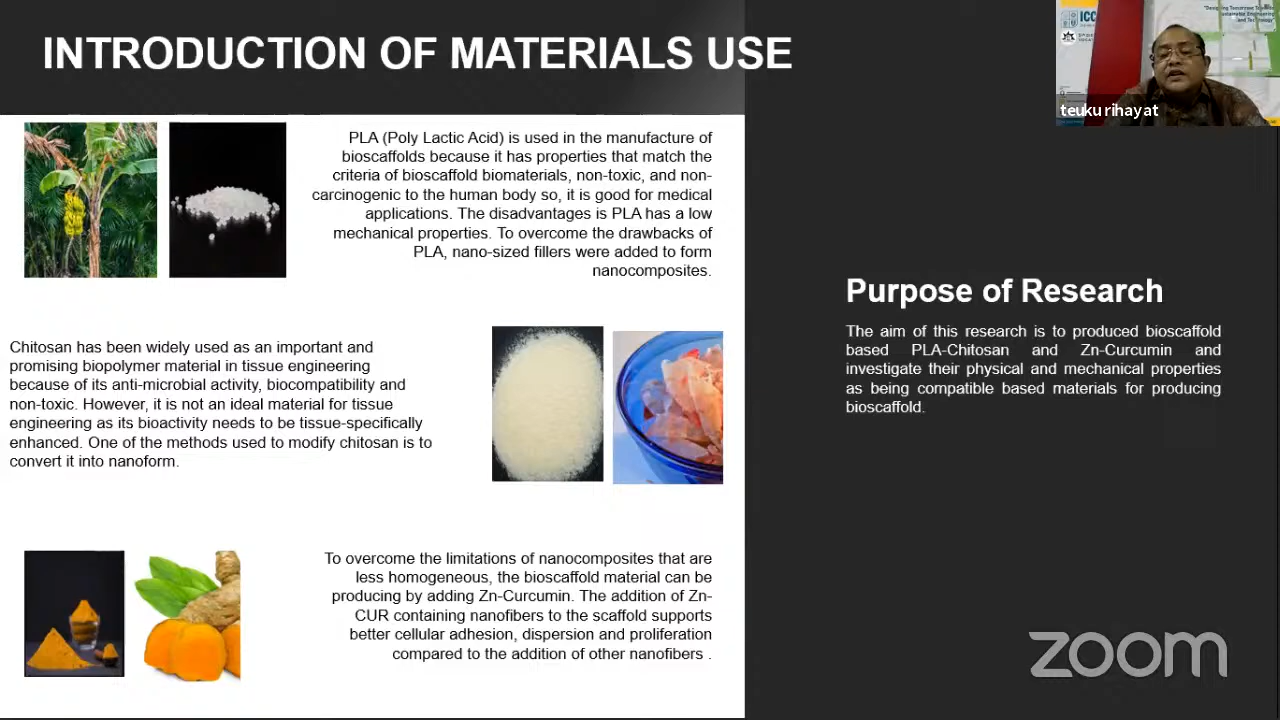 INTRODUCTION OF MATERIALS USE
PLA (Poly Lactic Acid) is used in the manufacture of
bioscaffolds because it has properties that match the
criteria of bioscaffold biomaterials, non-toxic, and non-
carcinogenic to the human body so, it is good for medical
applications. The disadvantages is PLA has a low
mechanical properties. To overcome the drawbacks of
PLA, nano-sized fillers were added to form
nanocomposites.
Chitosan has been widely used as an important and
promising biopolymer material in tissue engineering
because of its anti-microbial activity, biocompatibility and
non-toxic. However, it is not an ideal material for tissue
engineering as its bioactivity needs to be tissue-specifically
enhanced. One of the methods used to modify chitosan is to
convert it into nanoform.
To overcome the limitations of nanocomposites that are
less homogeneous, the bioscaffold material can be
producing by adding Zn-Curcumin. The addition of Zn-
CUR containing nanofibers to the scaffold supports
better cellular adhesion, dispersion and proliferation
compared to the addition of other nanofibers .
Purpose of Research
The aim of this research is to produced bioscaffold
based PLA-Chitosan and Zn-Curcumin and
investigate their physical and mechanical properties
as being compatible based materials for producing
bioscaffold.
ICC
teuku rihayat
zoom